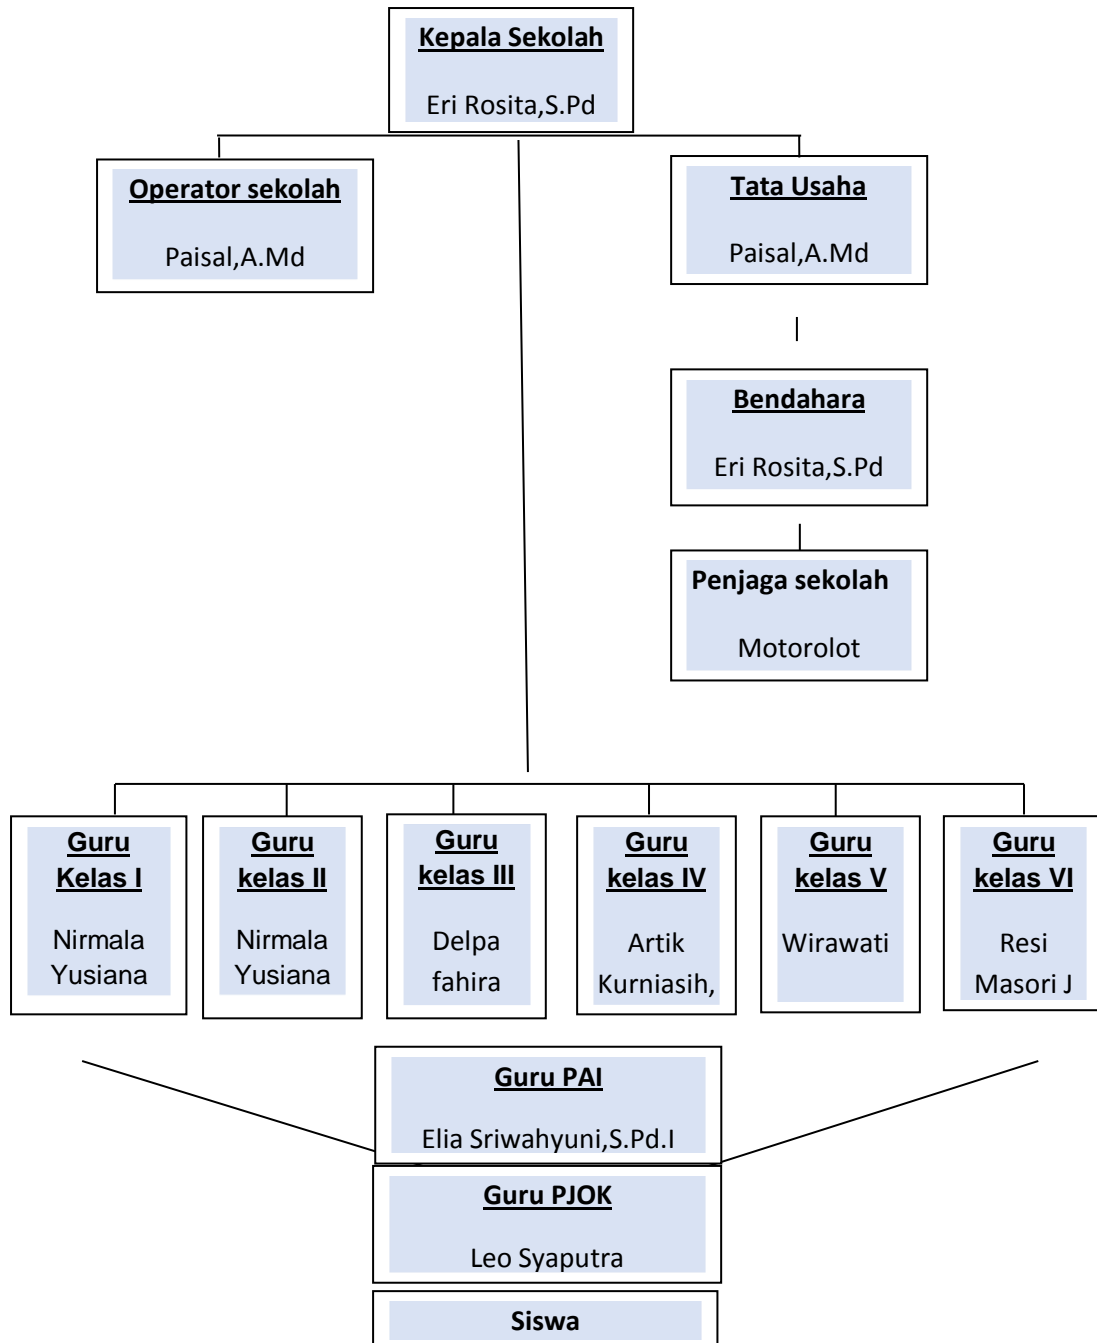 Kepala Sekolah
Eri Rosita,S.Pd
Operator sekolah
Paisal,A.Md
Tata Usaha
Paisal,A.Md
Bendahara
Eri Rosita,S.Pd
Penjaga sekolah
Motorolot
Guru
Kelas I
Nirmala
Yusiana
Guru
kelas II
Nirmala
Yusiana
Guru
kelas III
Delpa
fahira
Guru
kelas IV
Artik
Kurniasih,
Guru
kelas V
Wirawati
Guru
kelas VI
Resi
Masori J
Guru PAI
Elia Sriwahyuni,S.Pd.I
Guru PJOK
Leo Syaputra
Siswa